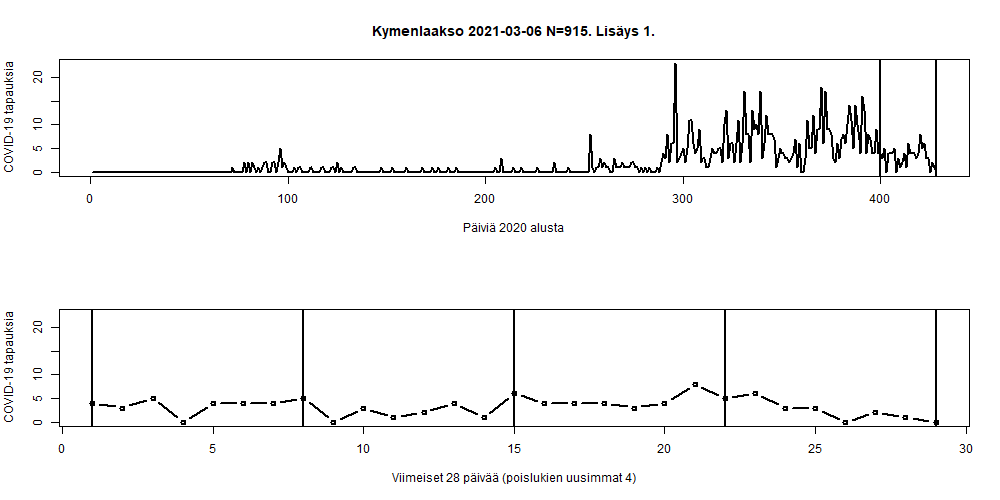 Kymenlaakso 2021-03-06 N=915. Lisäys 1.
COVID-19 tapauksia
0 5 10 20
0 100 200 300 400
Päiviä 2020 alusta
COVID-19 tapauksia
0 5 10 20
0 5 10 15 20 25 30
Viimeiset 28 päivää (poislukien uusimmat 4)